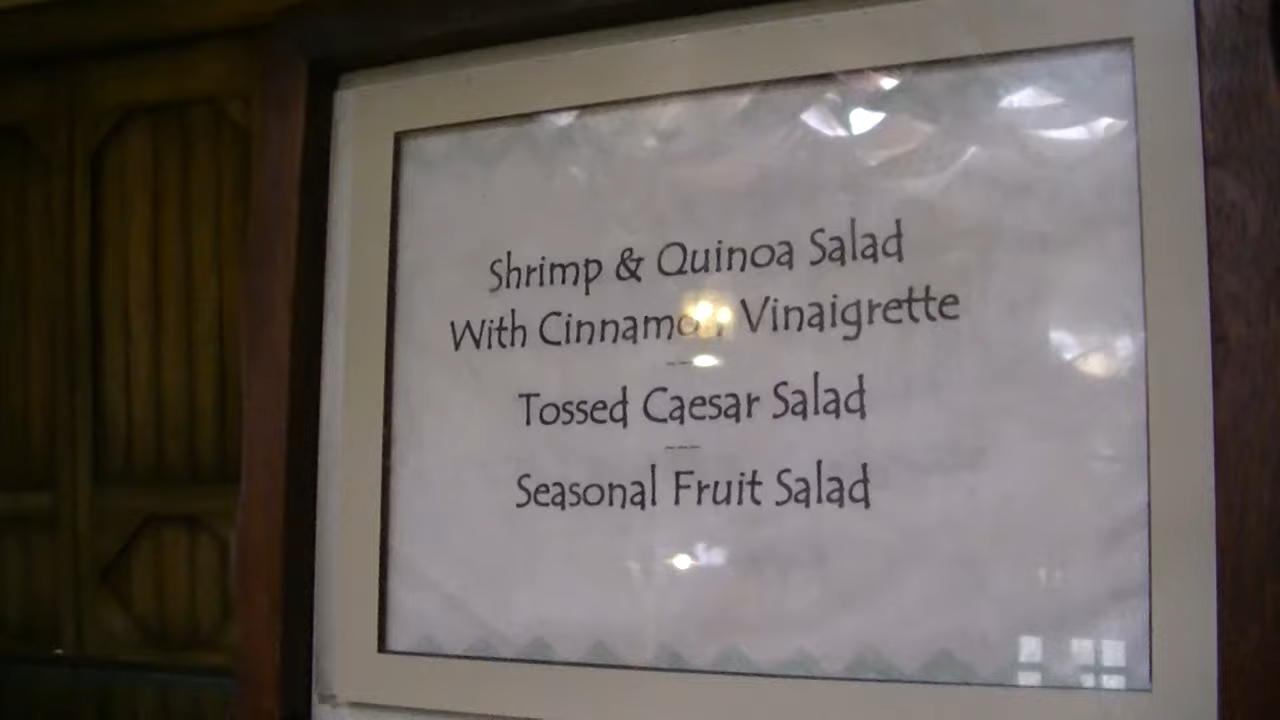 Shrimp & Quinoa Salad
With Cinnamon Vinaigrette
---
Tossed Caesar Salad
---
Seasonal Fruit Salad